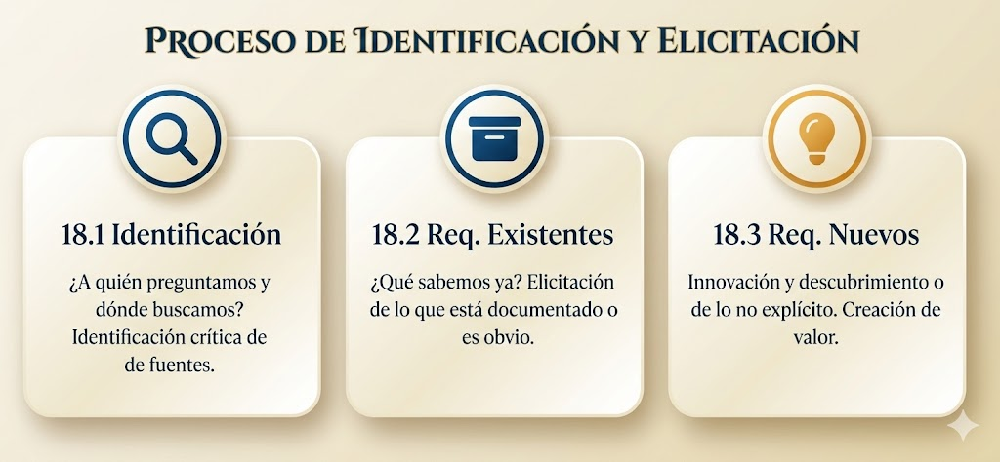 Proceso de Identificación y Elicitación
18.1 Identificación
¿A quién preguntamos y
dónde buscamos?
Identificación crítica de
de fuentes.
18.2 Req. Existentes
¿Qué sabemos ya? Elicitación
de lo que está documentado o
es obvio.
18.3 Req. Nuevos
Innovación y descubrimiento o
de lo no explícito. Creación de
valor.